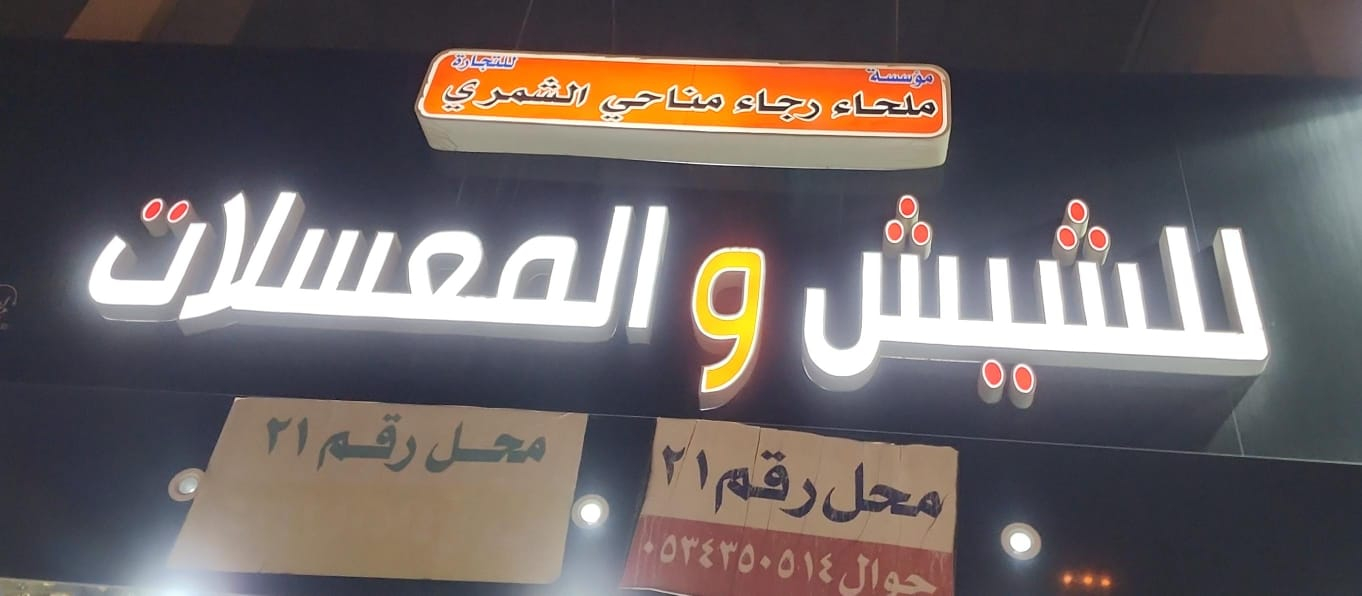 مؤسسة للتجارة
ملحاء رجاء مناحي الشمري
للشيش و المعسلات
محل رقم ٢١
محل رقم ٢١
جوال ٠٥٣٤٣٥٠٥١٤